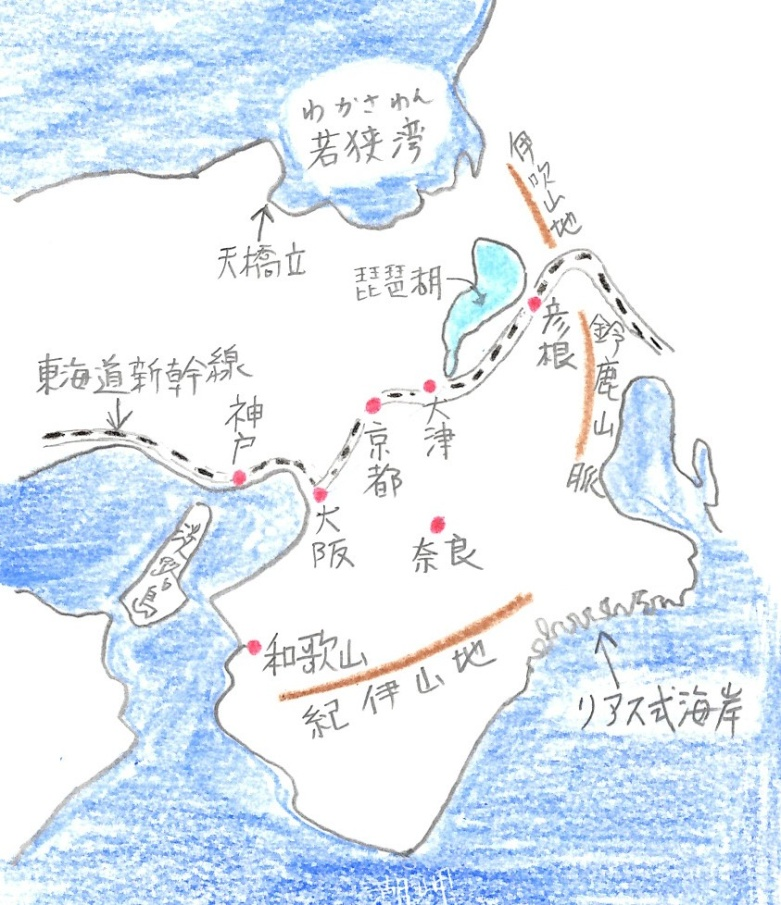 わかさわん
若狭湾
伊吹山地
天橋立
琵琶湖
彦根
鈴鹿山脈
東海道新幹線
神戸
大津
京都
大阪
奈良
淡路島
和歌山
紀伊山地
リアス式海岸